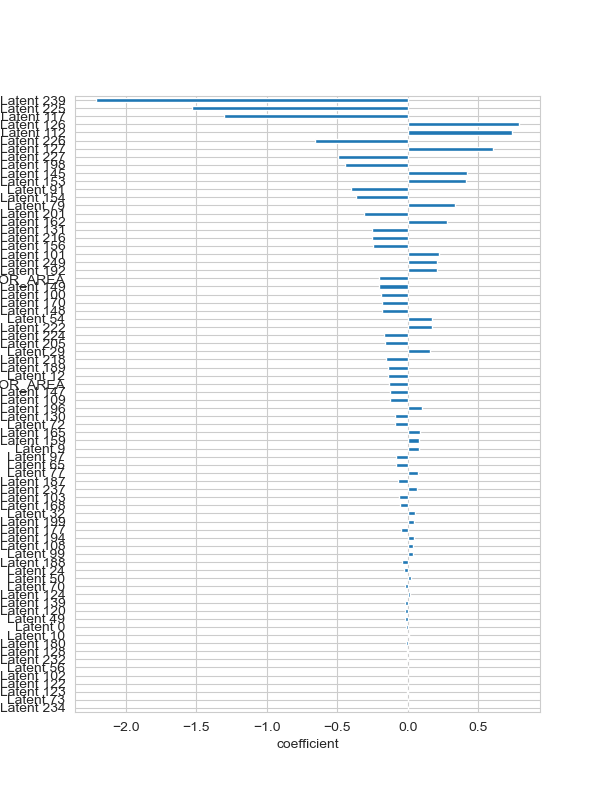 Latent 239
Latent 225
Latent 117
Latent 126
Latent 112
Latent 226
Latent 127
Latent 227
Latent 198
Latent 145
Latent 153
Latent 91
Latent 154
Latent 79
Latent 201
Latent 162
Latent 131
Latent 216
Latent 156
Latent 101
Latent 249
Latent 192
OR_AREA
Latent 149
Latent 100
Latent 170
Latent 148
Latent 54
Latent 222
Latent 224
Latent 205
Latent 29
Latent 218
Latent 189
Latent 12
OR_AREA
Latent 147
Latent 109
Latent 196
Latent 130
Latent 72
Latent 165
Latent 159
Latent 9
Latent 97
Latent 65
Latent 77
Latent 187
Latent 237
Latent 103
Latent 168
Latent 32
Latent 199
Latent 177
Latent 194
Latent 108
Latent 99
Latent 188
Latent 24
Latent 50
Latent 70
Latent 124
Latent 139
Latent 120
Latent 49
Latent 0
Latent 10
Latent 180
Latent 128
Latent 232
Latent 56
Latent 102
Latent 122
Latent 123
Latent 73
Latent 234
−2.0 −1.5 −1.0 −0.5 0.0 0.5
coefficient